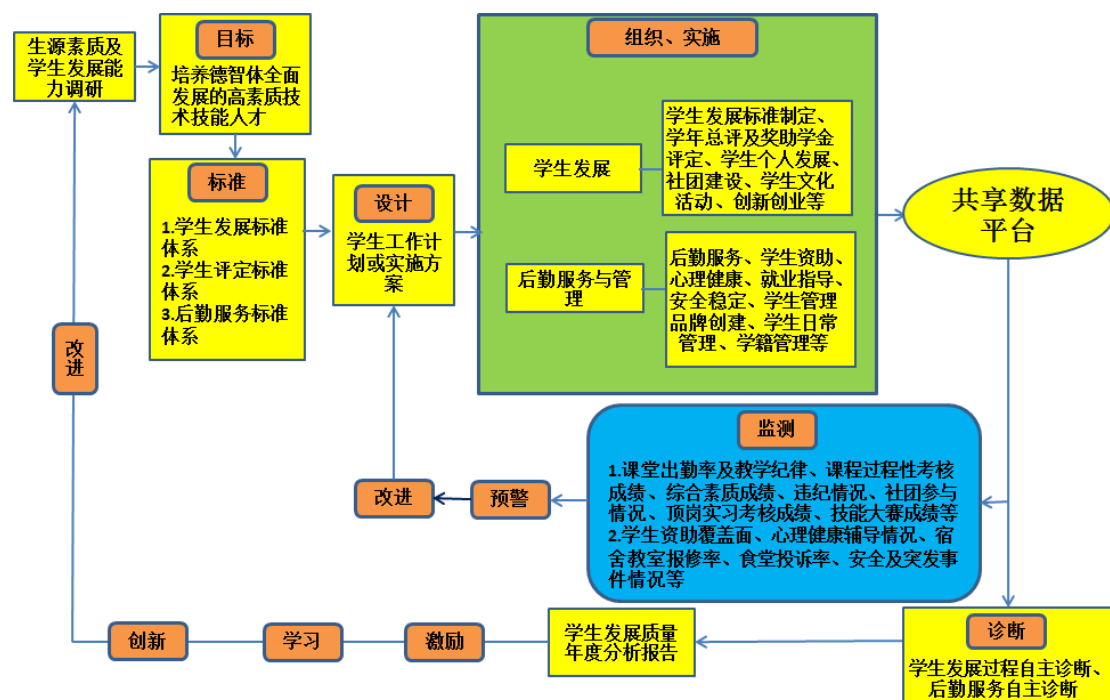 生源素质及
学生发展能
力调研
目标
培养德智体全面
发展的高素质技
术技能人才
标准
1.学生发展标准
体系
2.学生评定标准
体系
3.后勤服务标准
体系
设计
学生工作计
划或实施方
案
组织、实施
学生发展
学生发展标准制定、
学年总评及奖助学金
评定、学生个人发展、
社团建设、学生文化
活动、创新创业等
后勤服务与管
理
后勤服务、学生资助、
心理健康、就业指导、
安全稳定、学生管理
品牌创建、学生日常
管理、学籍管理等
共享数据
平台
监测
1.课堂出勤率及教学纪律、课程过程性考核
成绩、综合素质成绩、违纪情况、社团参与
情况、顶岗实习考核成绩、技能大赛成绩等
2.学生资助覆盖面、心理健康辅导情况、宿
舍教室报修率、食堂投诉率、安全及突发事
件情况等
预警
改进
诊断
学生发展过程自主诊断、
后勤服务自主诊断
学生发展质量
年度分析报告
激励
学习
创新
改
进